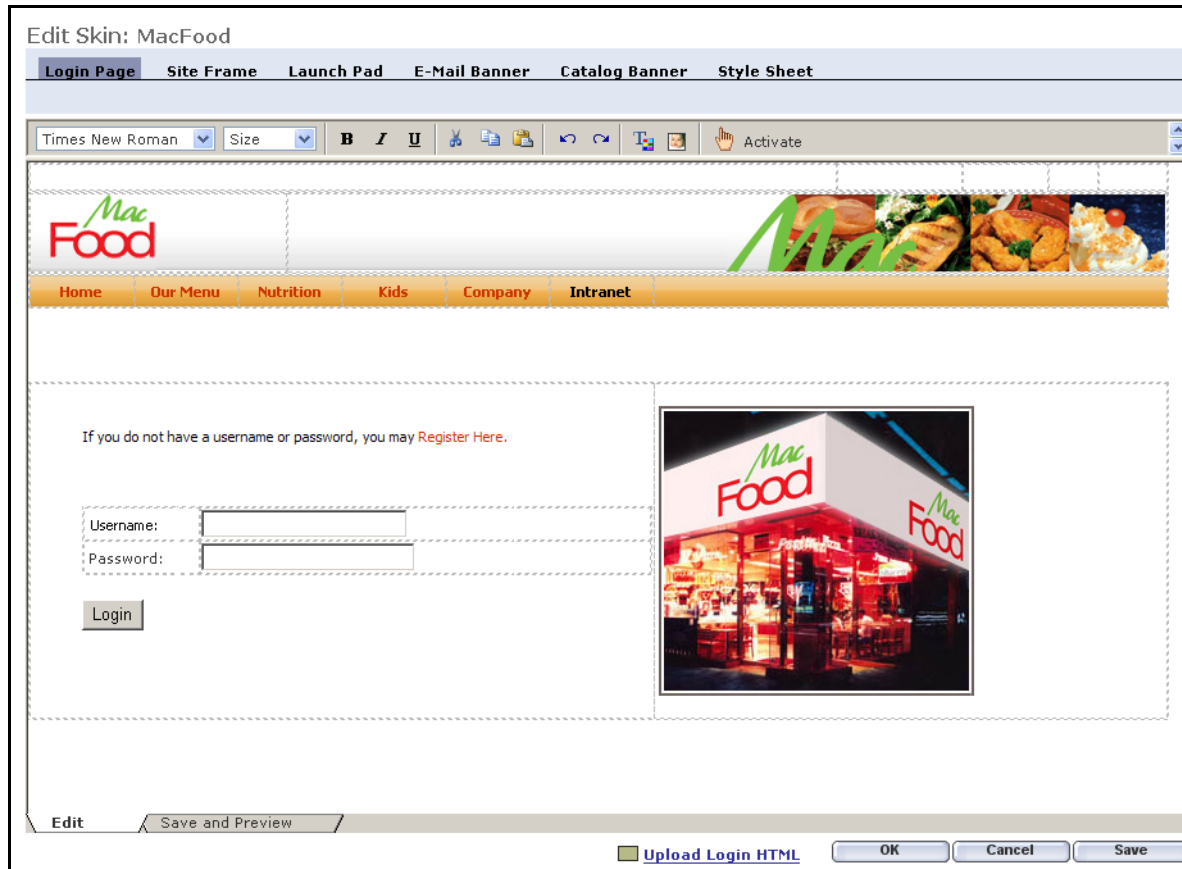 Edit Skin: MacFood
Login Page Site Frame Launch Pad E-Mail Banner Catalog Banner Style Sheet
Times New Roman Size B I U Activate
Mac
Food
Mac
Home Our Menu Nutrition Kids Company Intranet
If you do not have a username or password, you may Register Here.
Mac
Food
Mac
Food
Username:
Password:
Login
Edit Save and Preview
Upload Login HTML OK Cancel Save